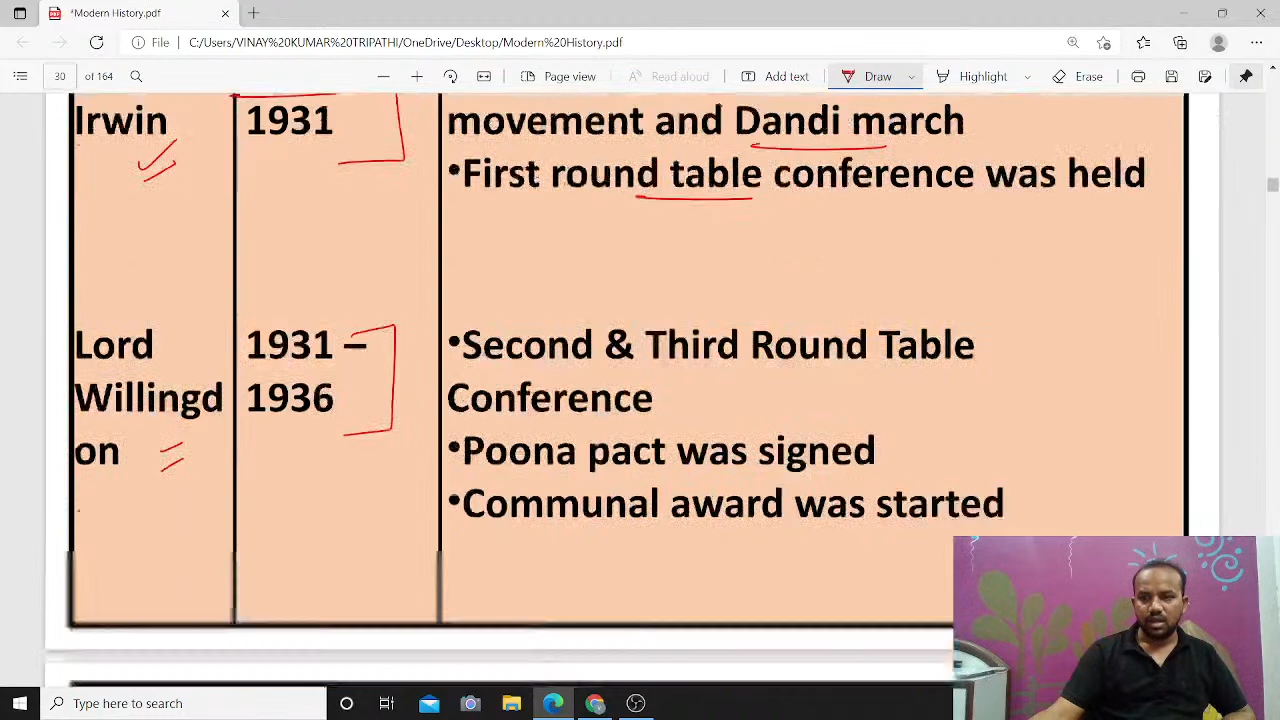 *Modern History.pdf
File C:/Users/VINAY%20KUMAR%20TRIPATHI/OneDrive/Desktop/Modern%20History.pdf
30 of 164 Page view Read aloud Add text Draw Highlight Erase
Irwin 1931 movement and Dandi march
•First round table conference was held
Lord 1931 – •Second & Third Round Table
Willingd 1936 Conference
on •Poona pact was signed
•Communal award was started
Type here to search